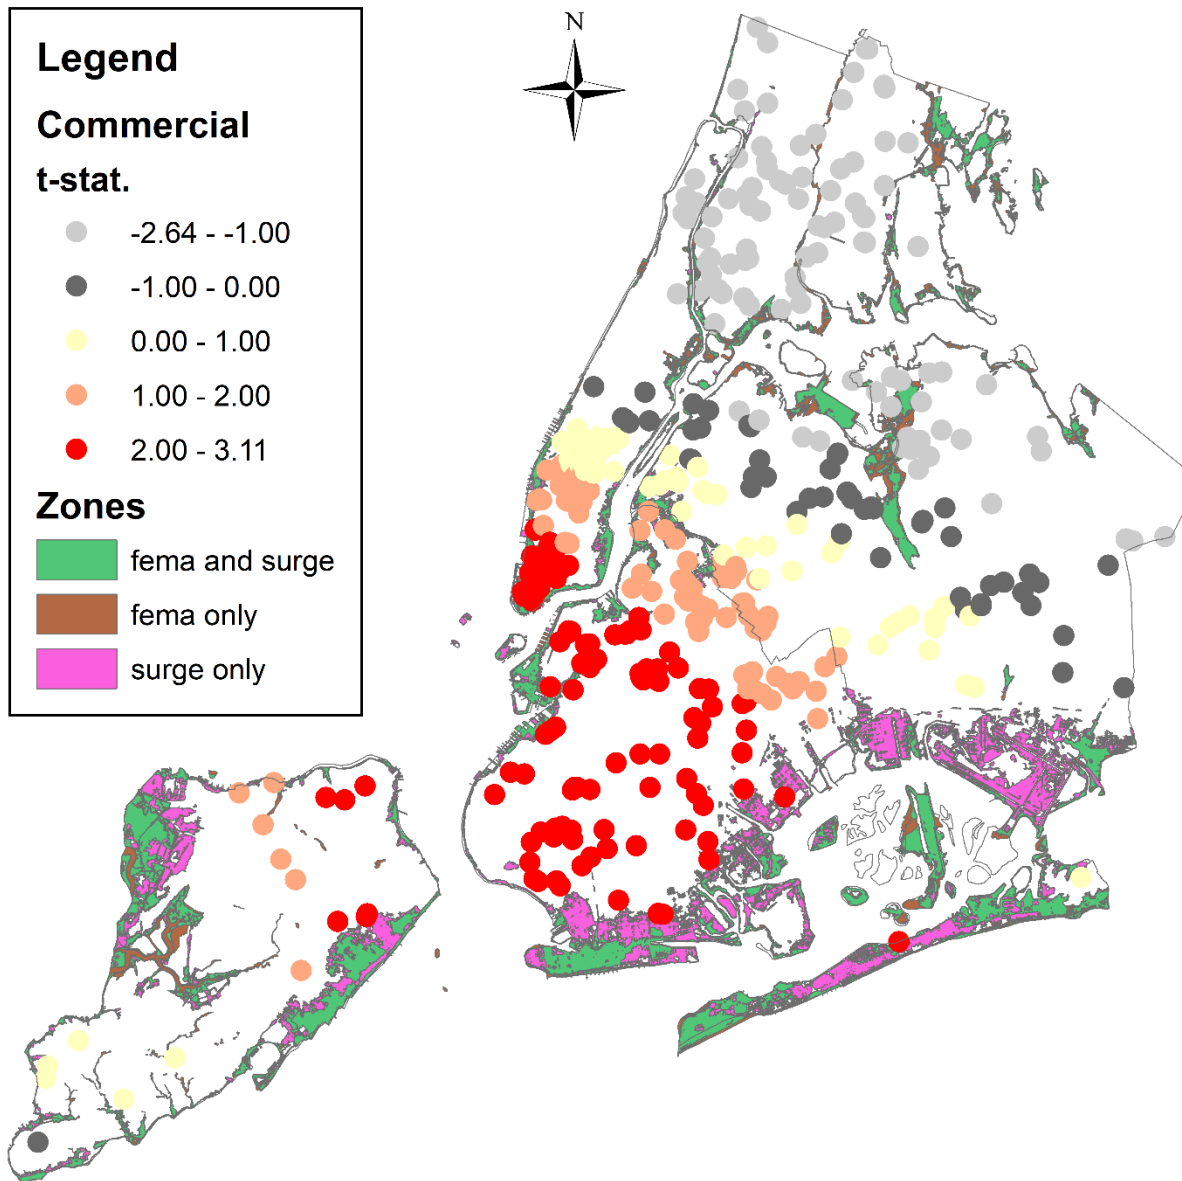 N
Legend
Commercial
t-stat.
-2.64 - -1.00
-1.00 - 0.00
0.00 - 1.00
1.00 - 2.00
2.00 - 3.11
Zones
fema and surge
fema only
surge only